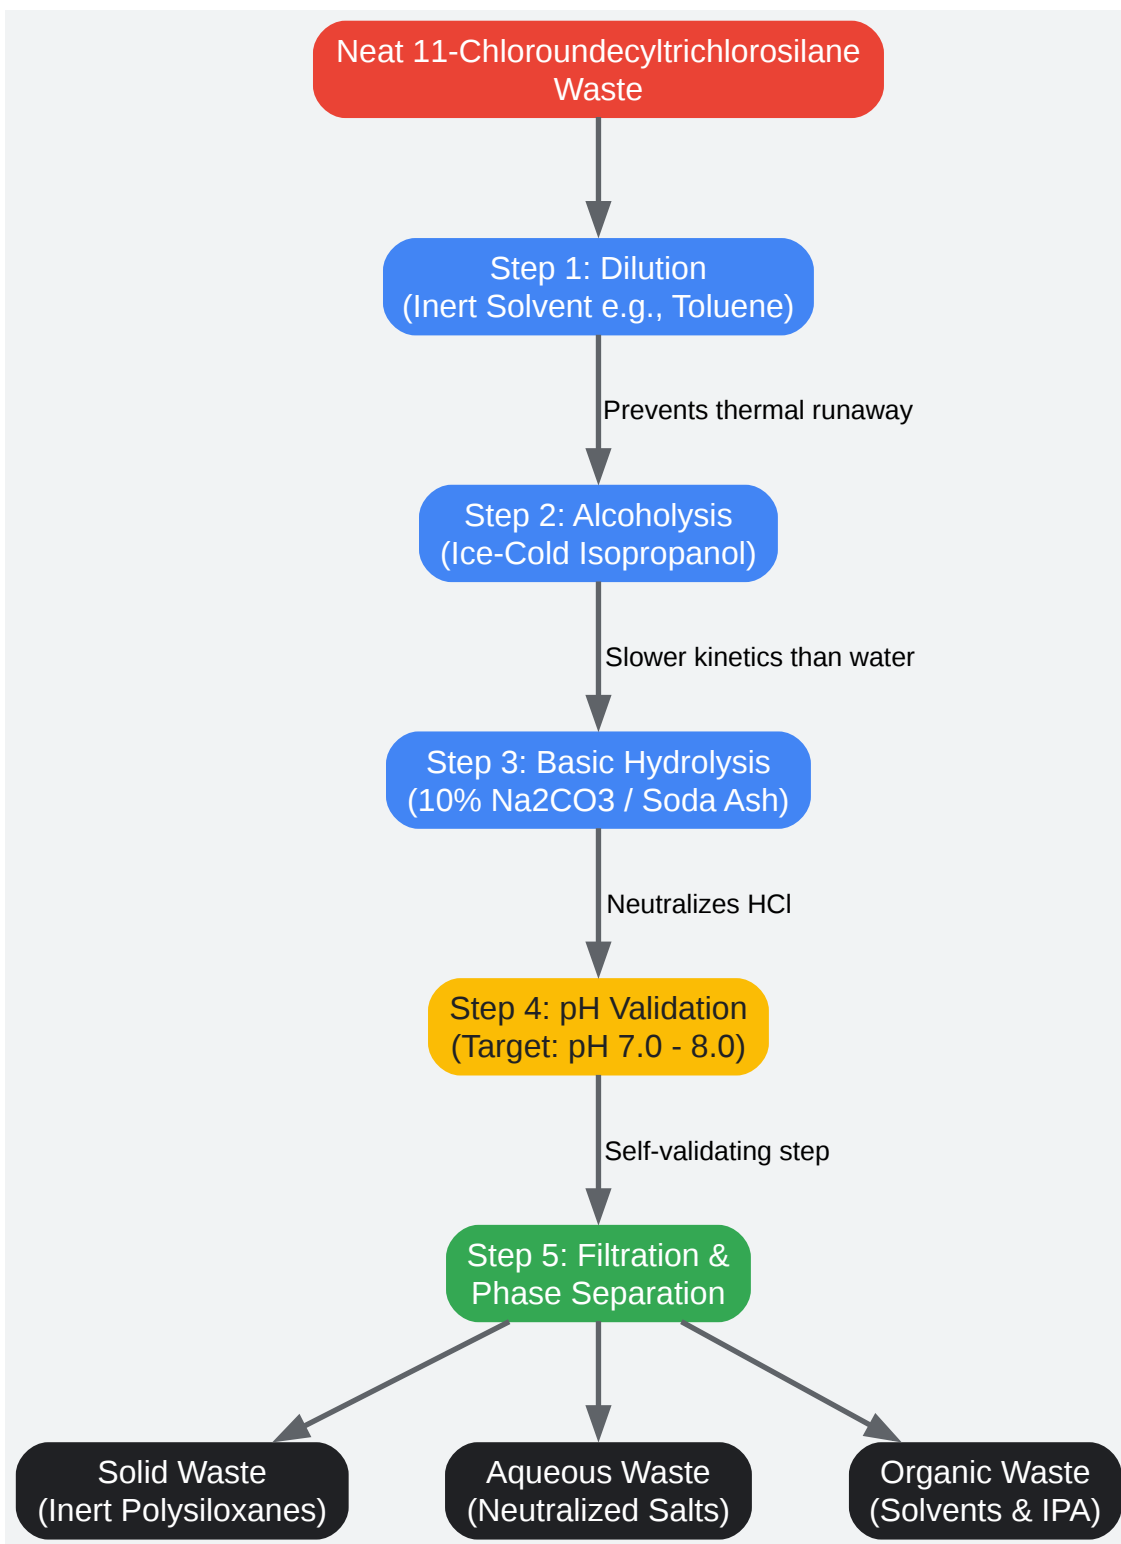 Neat 11-Chloroundecyltrichlorosilane
Waste
Step 1: Dilution
(Inert Solvent e.g., Toluene)
Prevents thermal runaway
Step 2: Alcoholysis
(Ice-Cold Isopropanol)
Slower kinetics than water
Step 3: Basic Hydrolysis
(10% Na2CO3 / Soda Ash)
Neutralizes HCl
Step 4: pH Validation
(Target: pH 7.0 - 8.0)
Self-validating step
Step 5: Filtration &
Phase Separation
Solid Waste
(Inert Polysiloxanes)
Aqueous Waste
(Neutralized Salts)
Organic Waste
(Solvents & IPA)